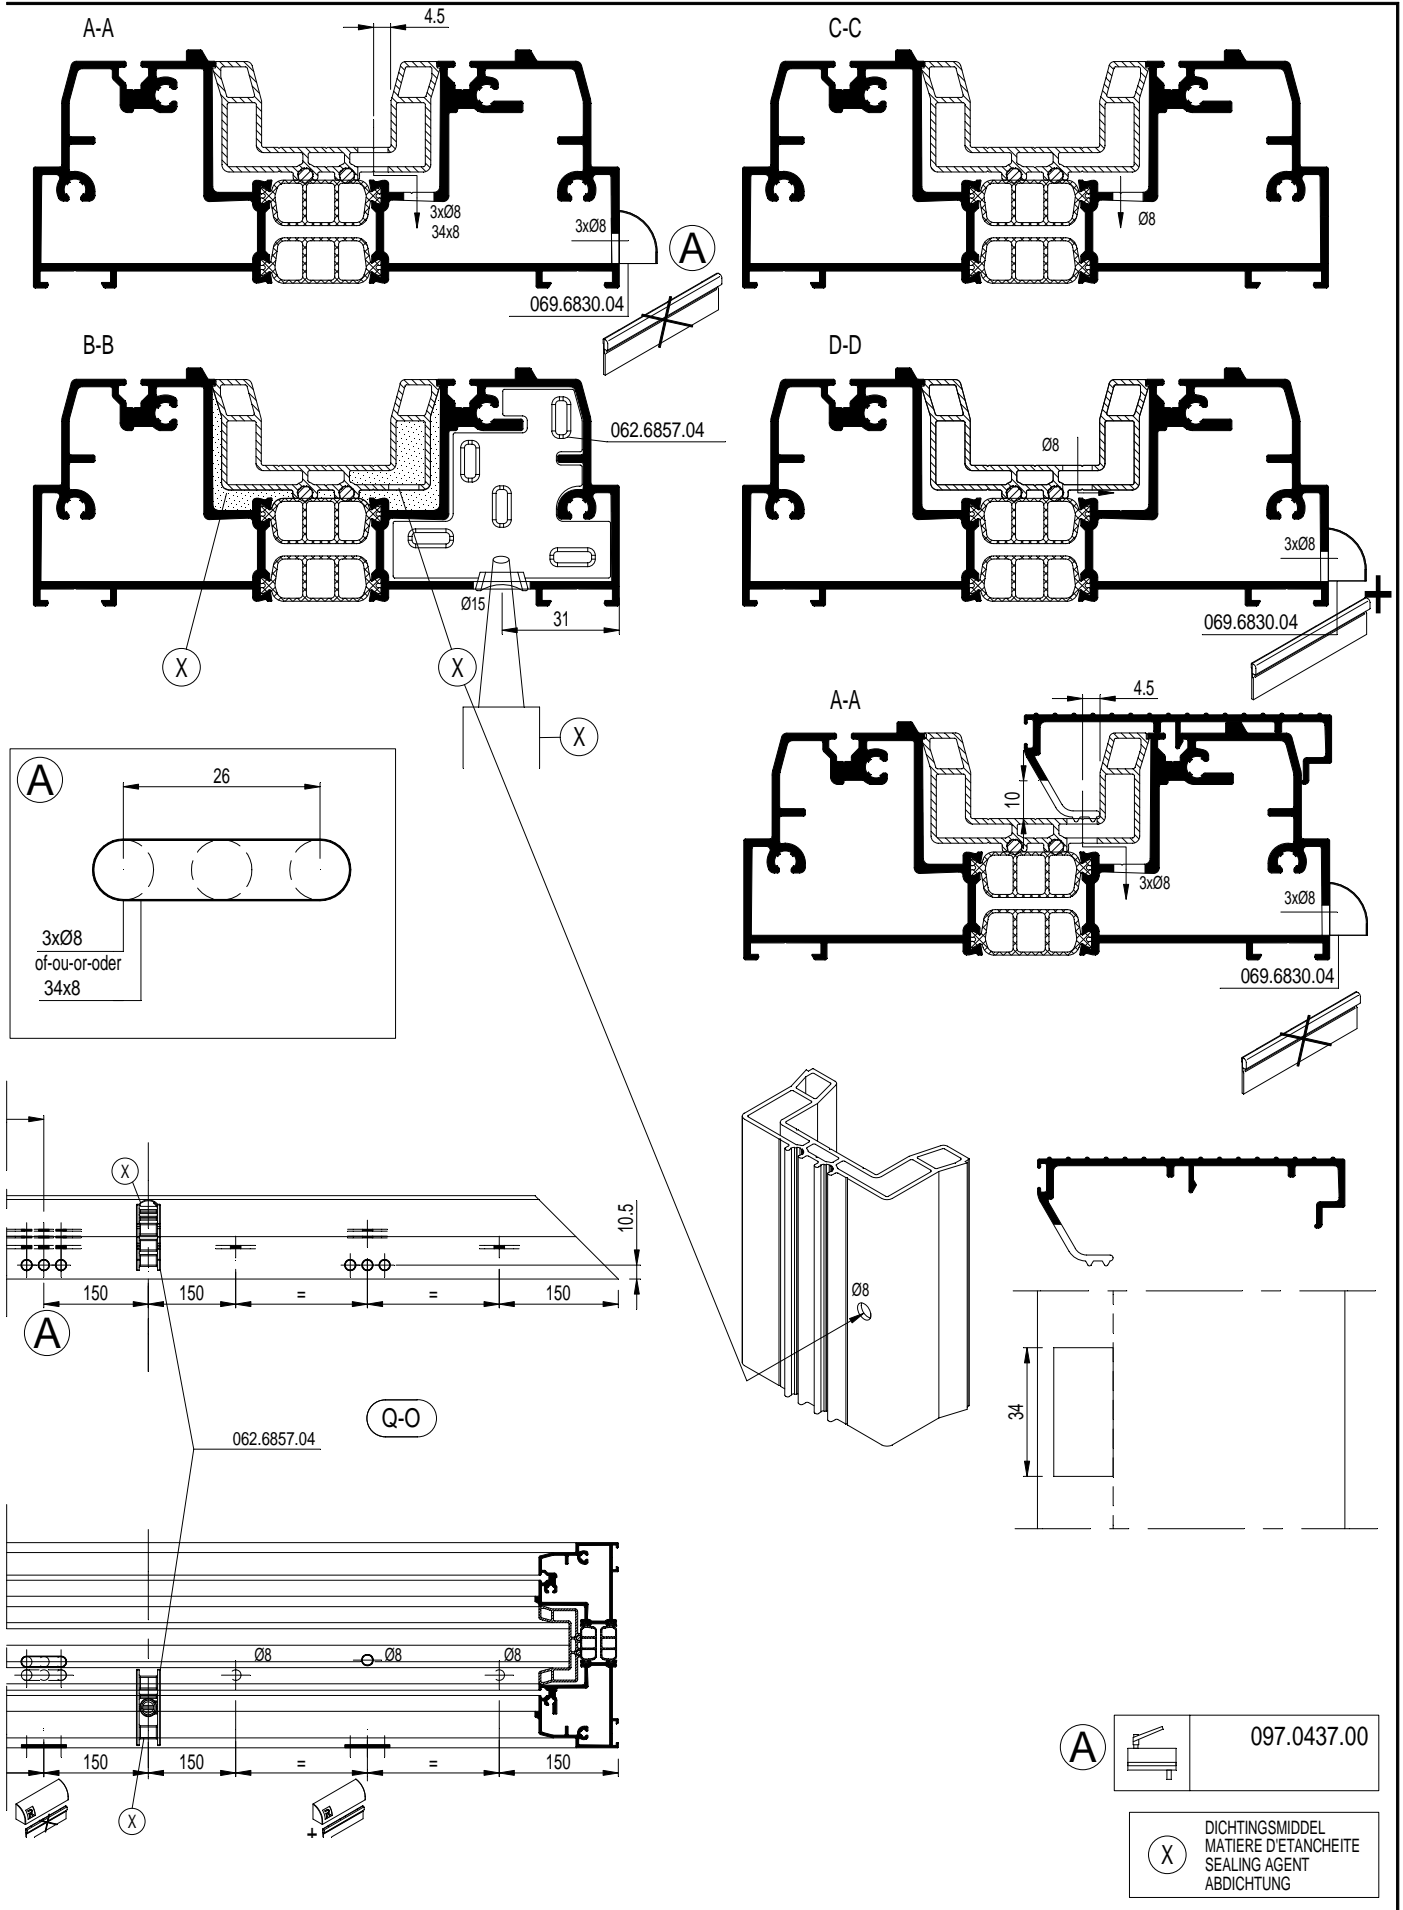 A-A
4.5
3xØ8
34x8
3xØ8
A
069.6830.04
C-C
Ø8
B-B
062.6857.04
Ø15
31
X
X
X
D-D
Ø8
3xØ8
069.6830.04
+
A-A
4.5
10
3xØ8
3xØ8
069.6830.04
A
26
3xØ8
of-ou-or-oder
34x8
X
10.5
150
150
=
=
150
A
Q-O
062.6857.04
Ø8
34
Ø8
Ø8
Ø8
150
150
=
=
150
X
+
A
097.0437.00
X
DICHTINGSMIDDEL
MATIERE D'ETANCHEITE
SEALING AGENT
ABDICHTUNG